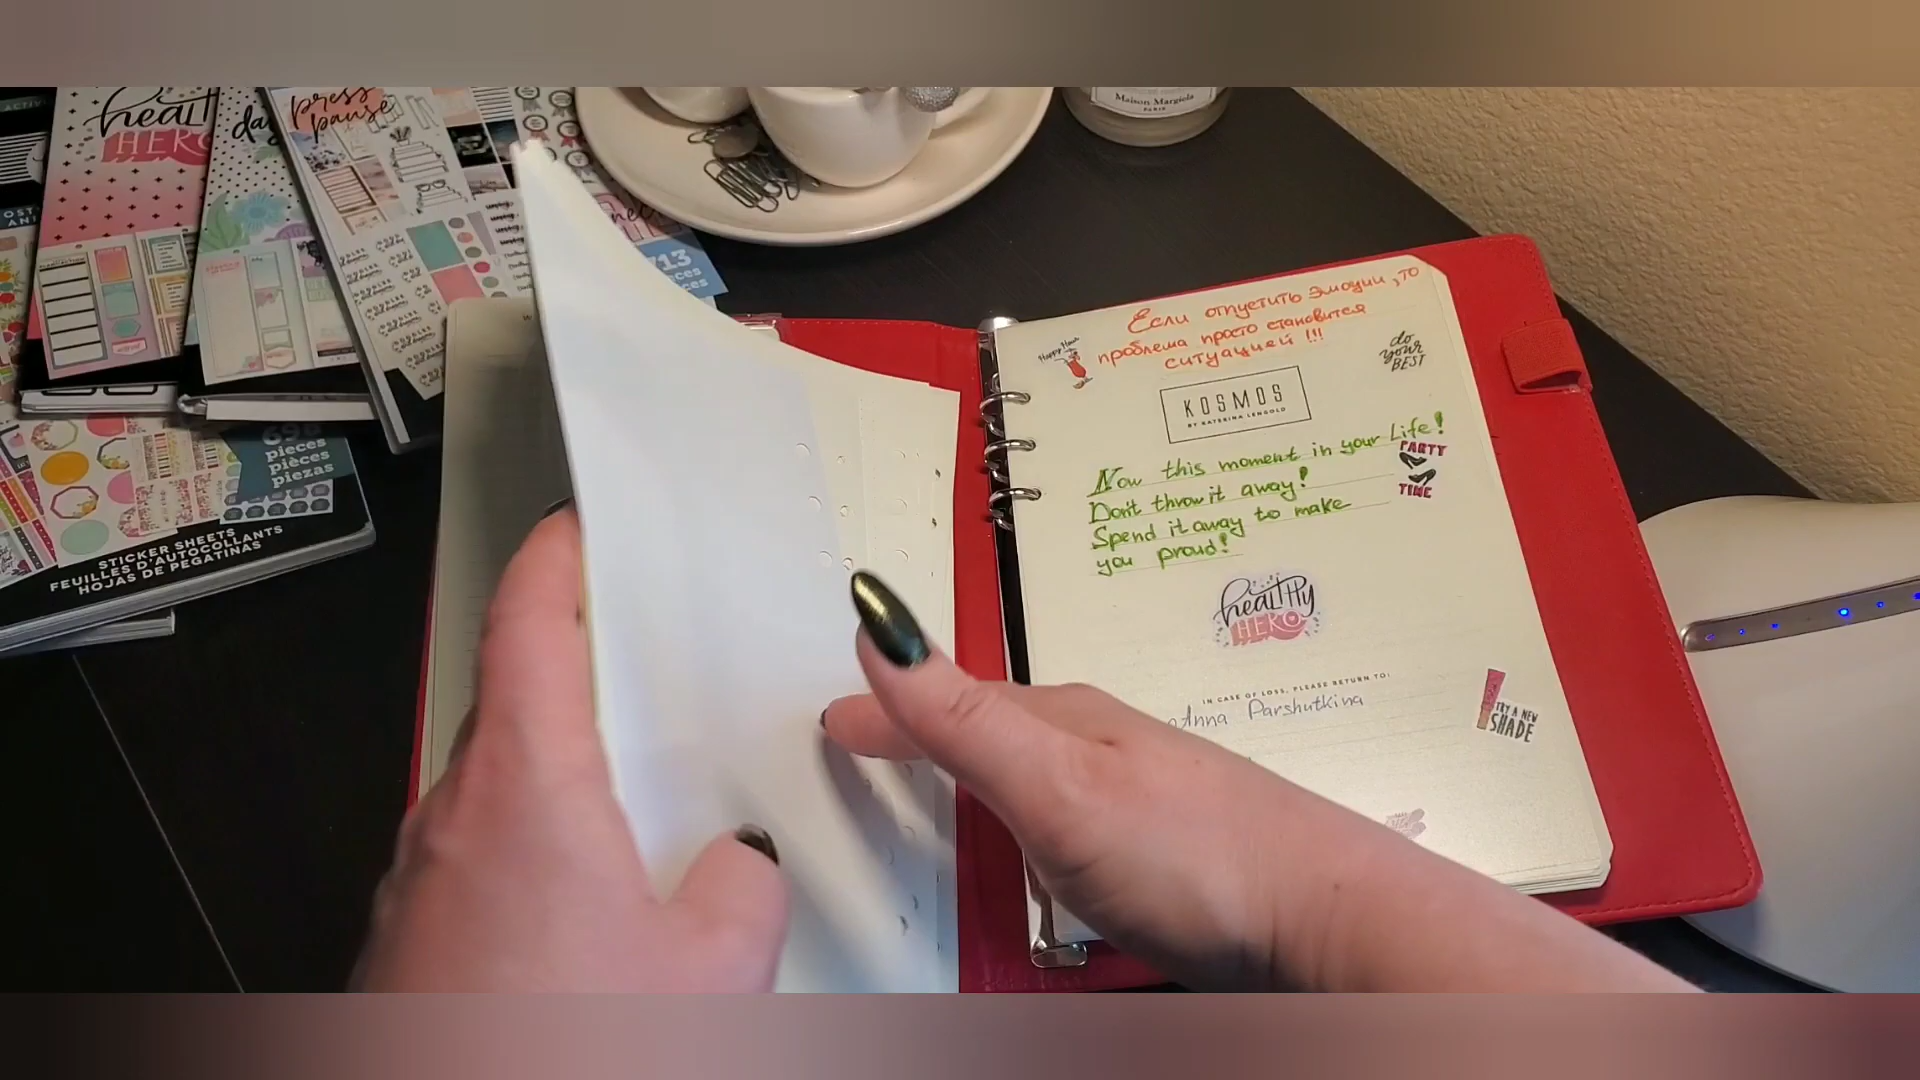 healthy
HERO
press
pause
713
698
pieces
pièces
piezas
STICKER SHEETS
FEUILLES D'AUTOCOLLANTS
HOJAS DE PEGATINAS
Maison Margiela
PARIS
Если отпустить эмоции, то
проблема просто становится
ситуацией !!!
Happy Hour
do
your
BEST
KOSMOS
BY KATERINA LENGOLD
Now this moment in your Life!
Don't throw it away!
Spend it away to make
you proud!
PARTY
TIME
healthy
HERO
IN CASE OF LOSS, PLEASE RETURN TO:
Anna Parshutkina
TRY A NEW
SHADE